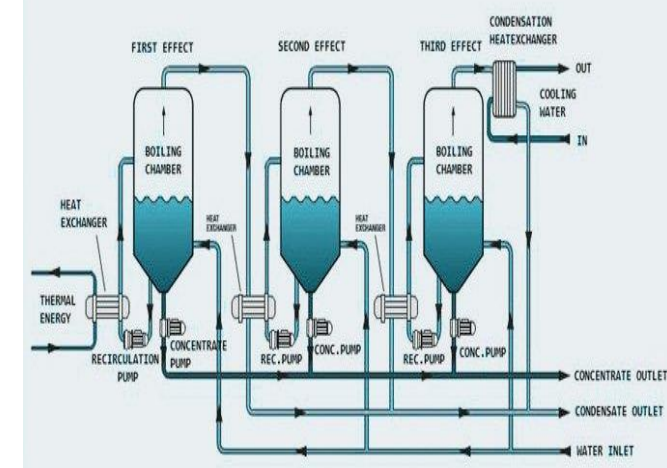 CONDENSATION
HEATEXCHANGER
FIRST EFFECT
SECOND EFFECT
THIRD EFFECT
OUT
COOLING
WATER
IN
BOILING
CHAMBER
BOILING
CHAMBER
BOILING
CHAMBER
HEAT
EXCHANGER
HEAT
EXCHANGER
HEAT
EXCHANGER
THERMAL
ENERGY
RECIRCULATION
PUMP
CONCENTRATE
PUMP
REC.PUMP
CONC.PUMP
REC.PUMP
CONC.PUMP
CONCENTRATE OUTLET
CONDENSATE OUTLET
WATER INLET